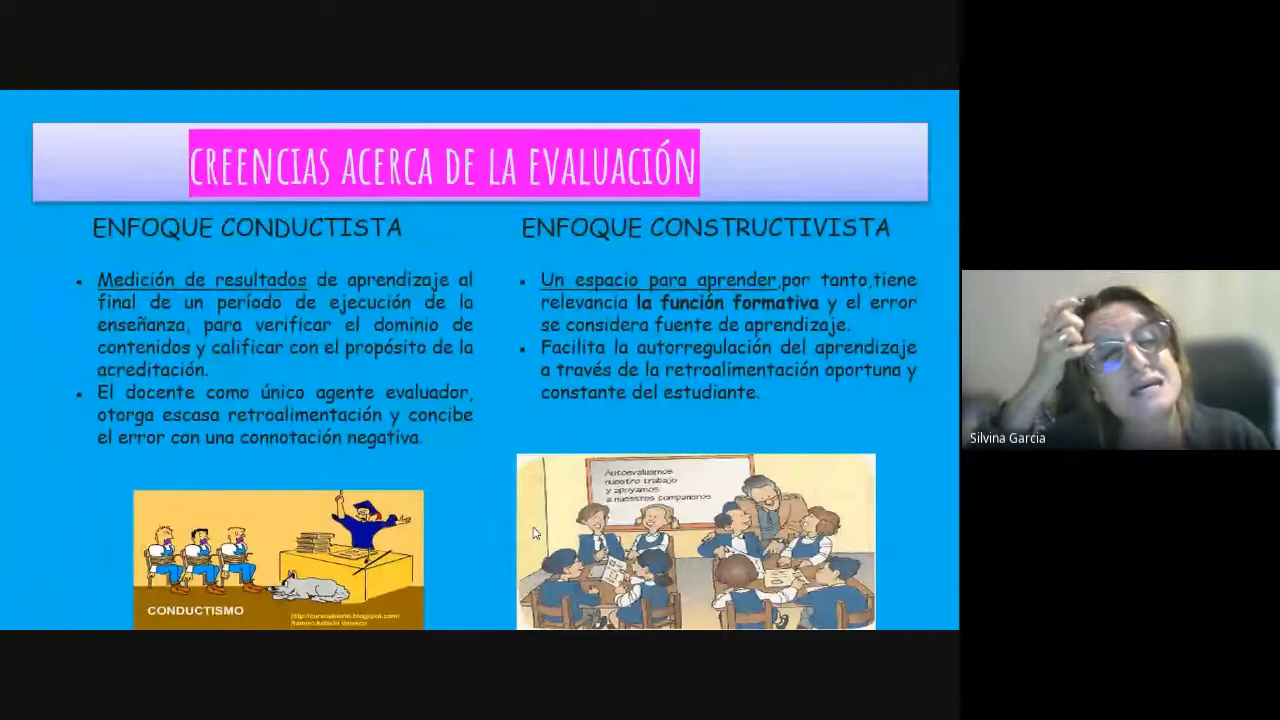 CREENCIAS ACERCA DE LA EVALUACIÓN
ENFOQUE CONDUCTISTA
Medición de resultados de aprendizaje al
final de un período de ejecución de la
enseñanza, para verificar el dominio de
contenidos y calificar con el propósito de la
acreditación.
El docente como único agente evaluador,
otorga escasa retroalimentación y concibe
el error con una connotación negativa.
CONDUCTISMO
ENFOQUE CONSTRUCTIVISTA
Un espacio para aprender,por tanto,tiene
relevancia la función formativa y el error
se considera fuente de aprendizaje.
Facilita la autorregulación del aprendizaje
a través de la retroalimentación oportuna y
constante del estudiante.
Autoevaluamos
nuestro trabajo
y apoyamos
a nuestros compañeros
Silvina Garcia